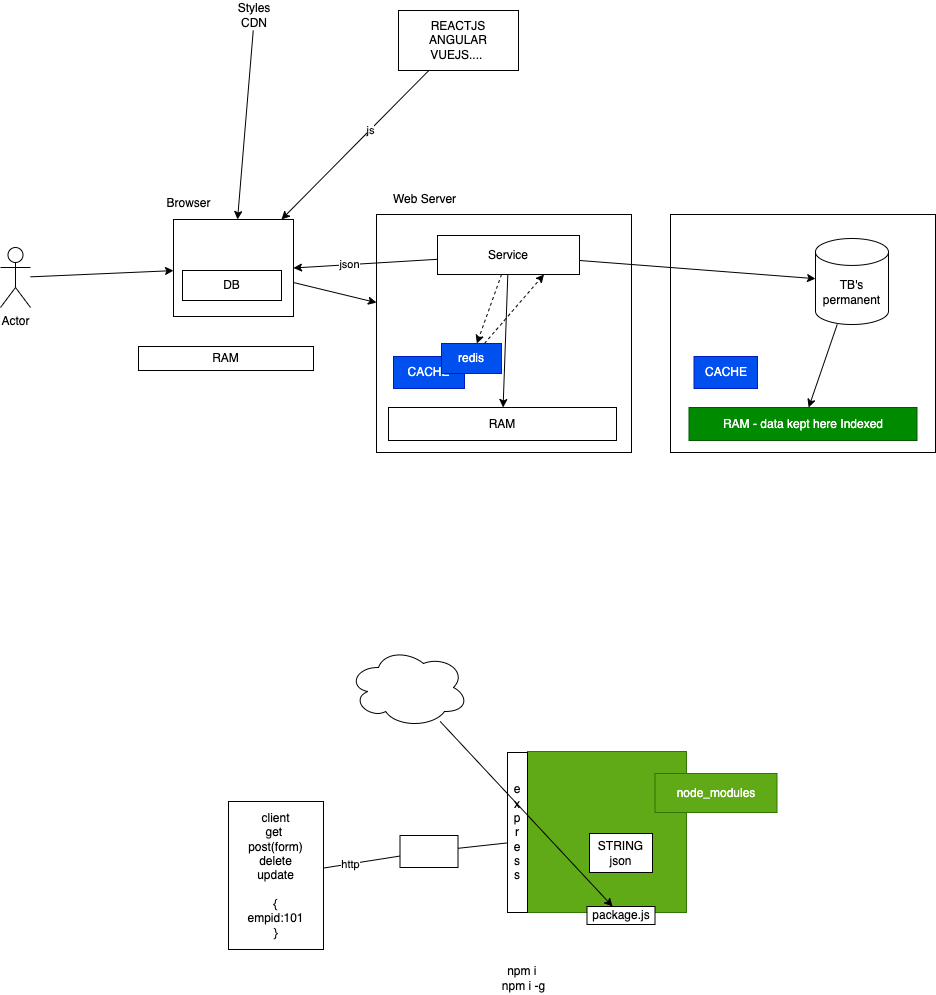 Styles
CDN
REACTJS
ANGULAR
VUEJS....
js
Browser
Web Server
Service
json
DB
TB's
permanent
Actor
RAM
redis
CACHE
CACHE
RAM
RAM - data kept here Indexed
express
node_modules
client
get
post(form)
delete
update
{
empid:101
}
http
STRING
json
package.js
npm i
npm i -g